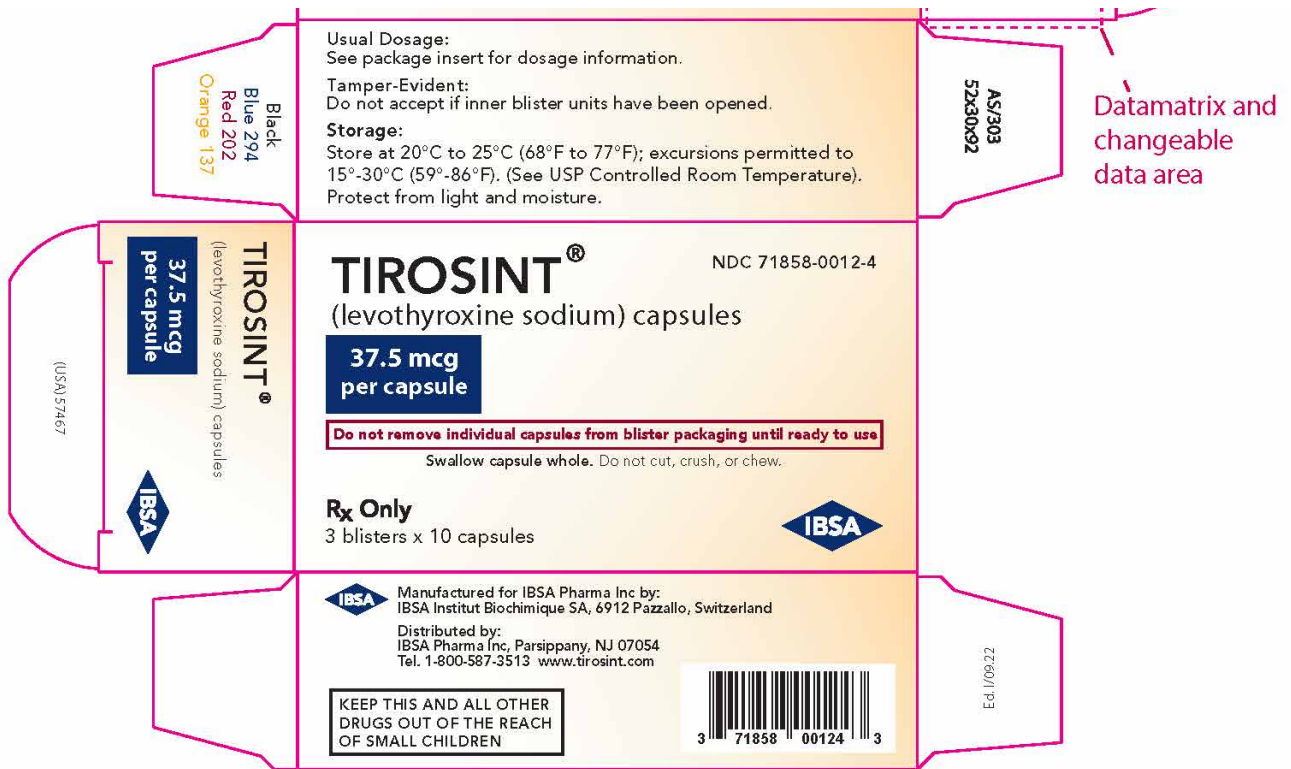 Usual Dosage:
See package insert for dosage information.
Tamper-Evident:
Do not accept if inner blister units have been opened.
Storage:
Store at 20°C to 25°C (68°F to 77°F); excursions permitted to
15°-30°C (59°-86°F). (See USP Controlled Room Temperature).
Protect from light and moisture.
Black
Blue 294
Red 202
Orange 137
AS/303
52x30x92
Datamatrix and
changeable
data area
TIROSINT®
(levothyroxine sodium) capsules
37.5 mcg
per capsule
IBSA
(USA) 57467
TIROSINT®
NDC 71858-0012-4
(levothyroxine sodium) capsules
37.5 mcg
per capsule
Do not remove individual capsules from blister packaging until ready to use
Swallow capsule whole. Do not cut, crush, or chew.
Rx Only
3 blisters x 10 capsules
IBSA
IBSA
Manufactured for IBSA Pharma Inc by:
IBSA Institut Biochimique SA, 6912 Pazzallo, Switzerland
Distributed by:
IBSA Pharma Inc, Parsippany, NJ 07054
Tel. 1-800-587-3513 www.tirosint.com
KEEP THIS AND ALL OTHER
DRUGS OUT OF THE REACH
OF SMALL CHILDREN
3 71858 00124 3
Ed. I/09.22